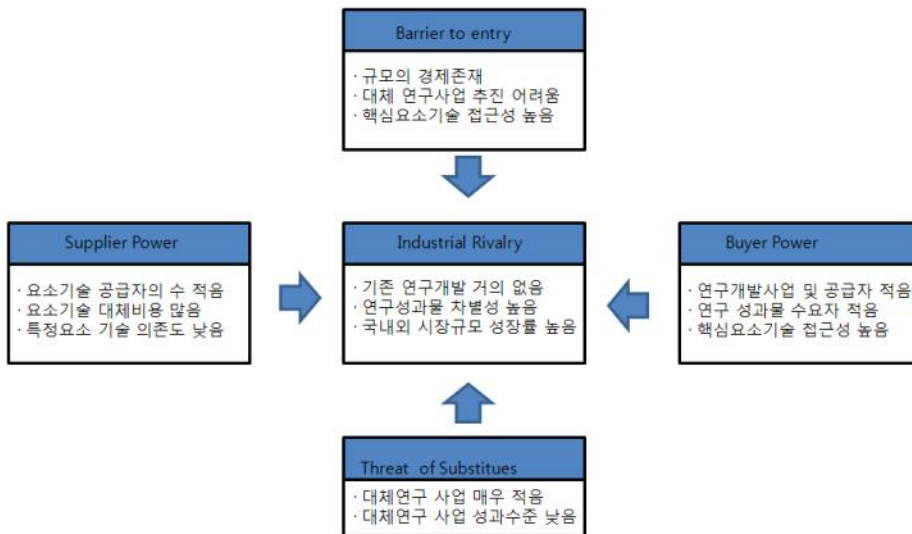 Barrier to entry
· 규모의 경제존재
· 대체 연구사업 추진 어려움
· 핵심요소기술 접근성 높음
Supplier Power
· 요소기술 공급자의 수 적음
· 요소기술 대체비용 많음
· 특정요소 기술 의존도 낮음
Industrial Rivalry
· 기존 연구개발 거의 없음
· 연구성과물 차별성 높음
· 국내외 시장규모 성장률 높음
Buyer Power
· 연구개발사업 및 공급자 적음
· 연구 성과물 수요자 적음
· 핵심요소기술 접근성 높음
Threat of Substitues
· 대체연구 사업 매우 적음
· 대체연구 사업 성과수준 낮음